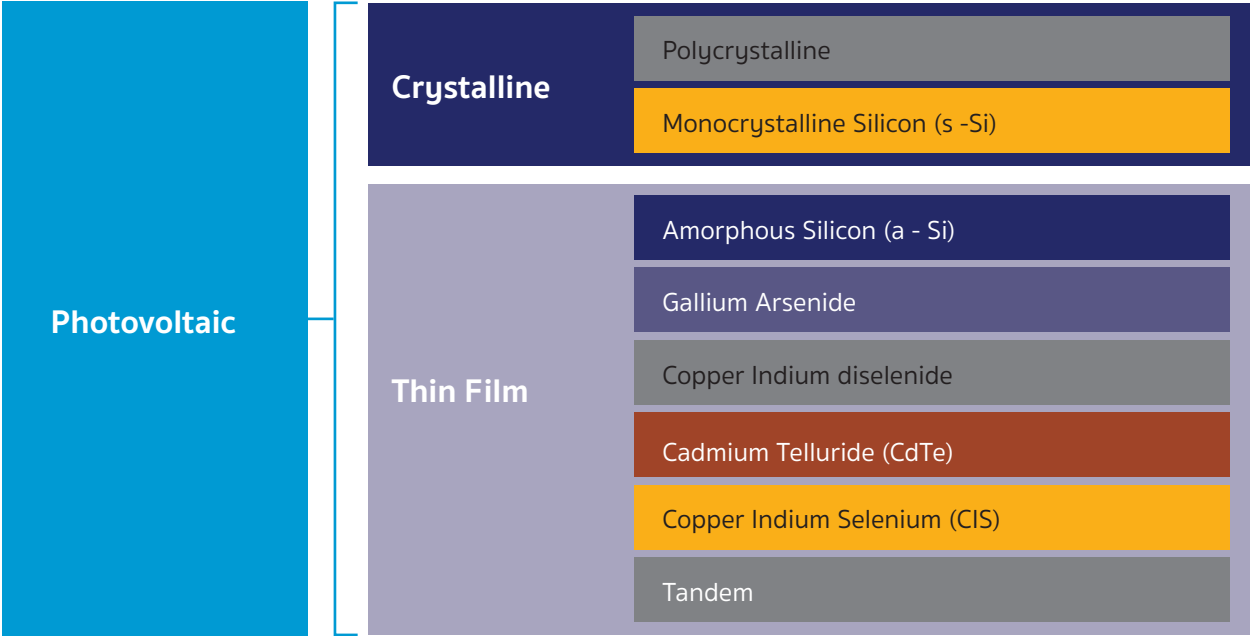 Photovoltaic
Crystalline
Polycrystalline
Monocrystalline Silicon (s -Si)
Thin Film
Amorphous Silicon (a - Si)
Gallium Arsenide
Copper Indium diselenide
Cadmium Telluride (CdTe)
Copper Indium Selenium (CIS)
Tandem